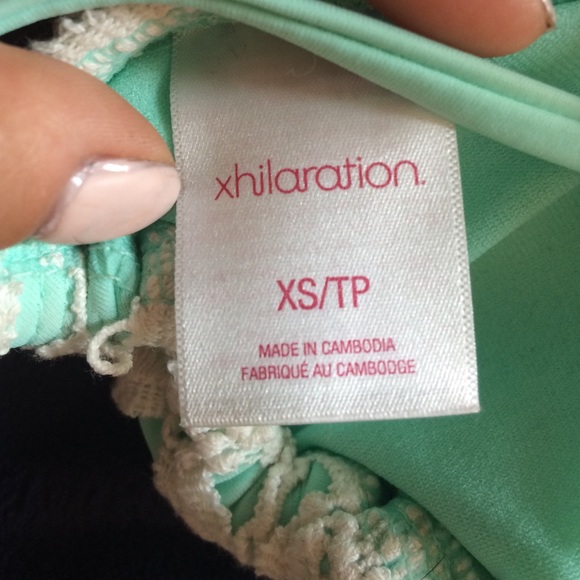 xhilaration.
XS/TP
MADE IN CAMBODIA
FABRIQUÉ AU CAMBODGE